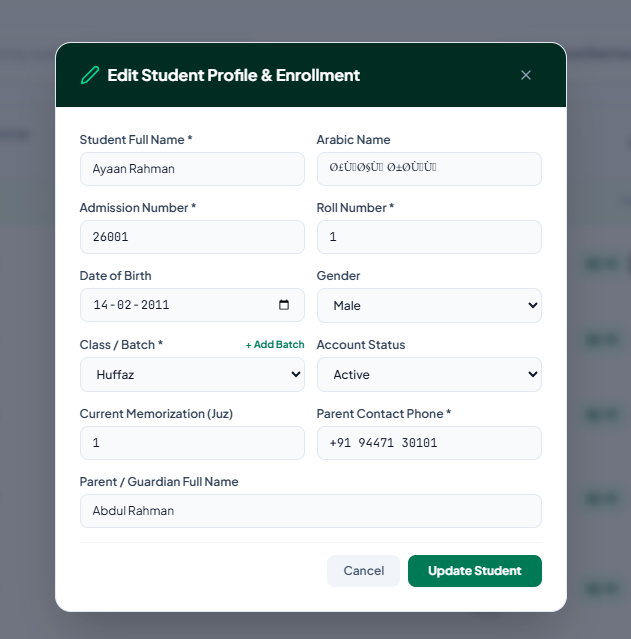 Edit Student Profile & Enrollment
Student Full Name *
Arabic Name
Ayaan Rahman
Admission Number *
Roll Number *
26001
1
Date of Birth
Gender
14-02-2011
Male
Class / Batch *
+ Add Batch
Account Status
Huffaz
Active
Current Memorization (Juz)
Parent Contact Phone *
1
+91 94471 30101
Parent / Guardian Full Name
Abdul Rahman
Cancel
Update Student